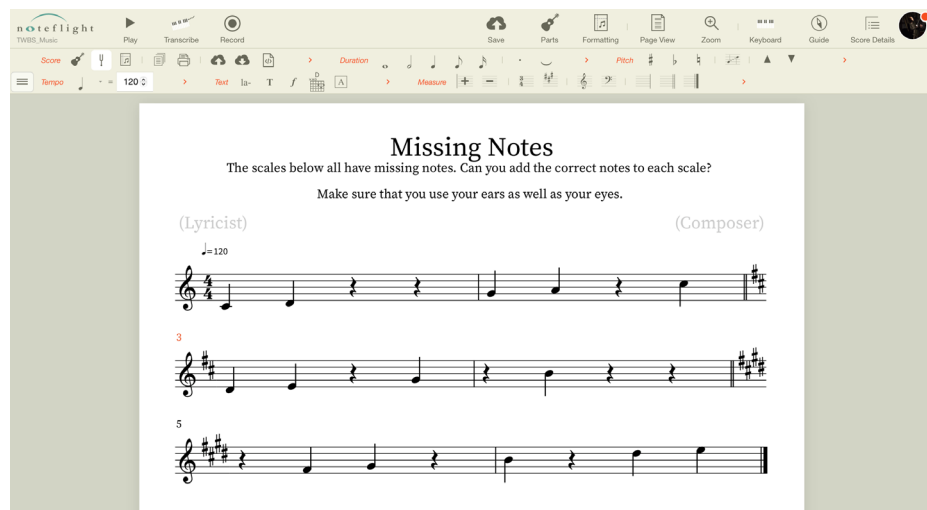 noteflight
TWBS_Music
Play
Transcribe
Record
Save
Parts
Formatting
Page View
Zoom
Keyboard
Guide
Score Details
Score
Duration
Pitch
Tempo
= 120
Text
la-
T
f
D
A
Measure
Missing Notes
The scales below all have missing notes. Can you add the correct notes to each scale?
Make sure that you use your ears as well as your eyes.
(Lyricist)
(Composer)
=120
4
4
3
5